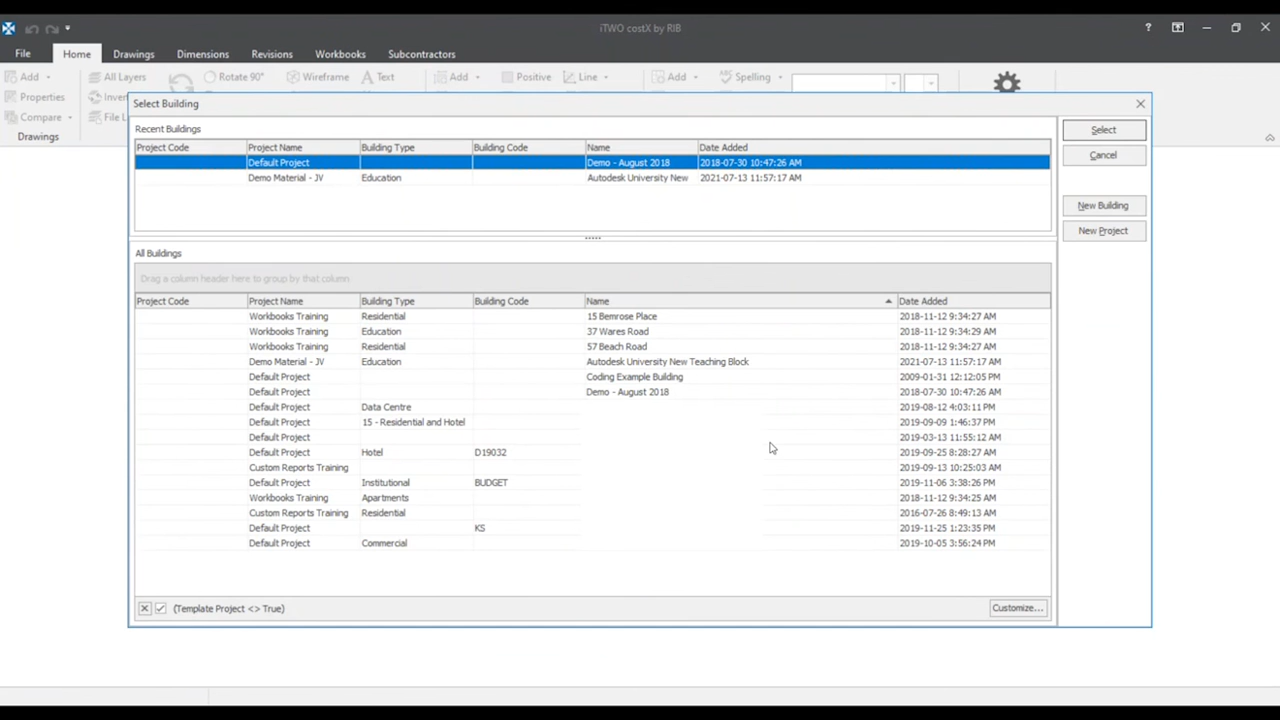 iTWO costX by RIB
File Home Drawings Dimensions Revisions Workbooks Subcontractors
Add All Layers Rotate 90° Wireframe Text Add Positive Line Add Spelling
Properties
Compare File
Drawings
Select Building
Recent Buildings
Project Code Project Name Building Type Building Code Name Date Added
Default Project Demo - August 2018 2018-07-30 10:47:26 AM
Demo Material - JV Education Autodesk University New 2021-07-13 11:57:17 AM
Select
Cancel
New Building
New Project
All Buildings
Drag a column header here to group by that column
Project Code Project Name Building Type Building Code Name Date Added
Workbooks Training Residential 15 Bemrose Place 2018-11-12 9:34:27 AM
Workbooks Training Education 37 Wares Road 2018-11-12 9:34:29 AM
Workbooks Training Residential 57 Beach Road 2018-11-12 9:34:27 AM
Demo Material - JV Education Autodesk University New Teaching Block 2021-07-13 11:57:17 AM
Default Project Coding Example Building 2009-01-31 12:12:05 PM
Default Project Demo - August 2018 2018-07-30 10:47:26 AM
Default Project Data Centre 2019-08-12 4:03:11 PM
Default Project 15 - Residential and Hotel 2019-09-09 1:46:37 PM
Default Project 2019-03-13 11:55:12 AM
Default Project Hotel D19032 2019-09-25 8:28:27 AM
Custom Reports Training 2019-09-13 10:25:03 AM
Default Project Institutional BUDGET 2019-11-06 3:38:26 PM
Workbooks Training Apartments 2018-11-12 9:34:25 AM
Custom Reports Training Residential 2016-07-26 8:49:13 AM
Default Project KS 2019-11-25 1:23:35 PM
Default Project Commercial 2019-10-05 3:56:24 PM
(Template Project <> True) Customize...